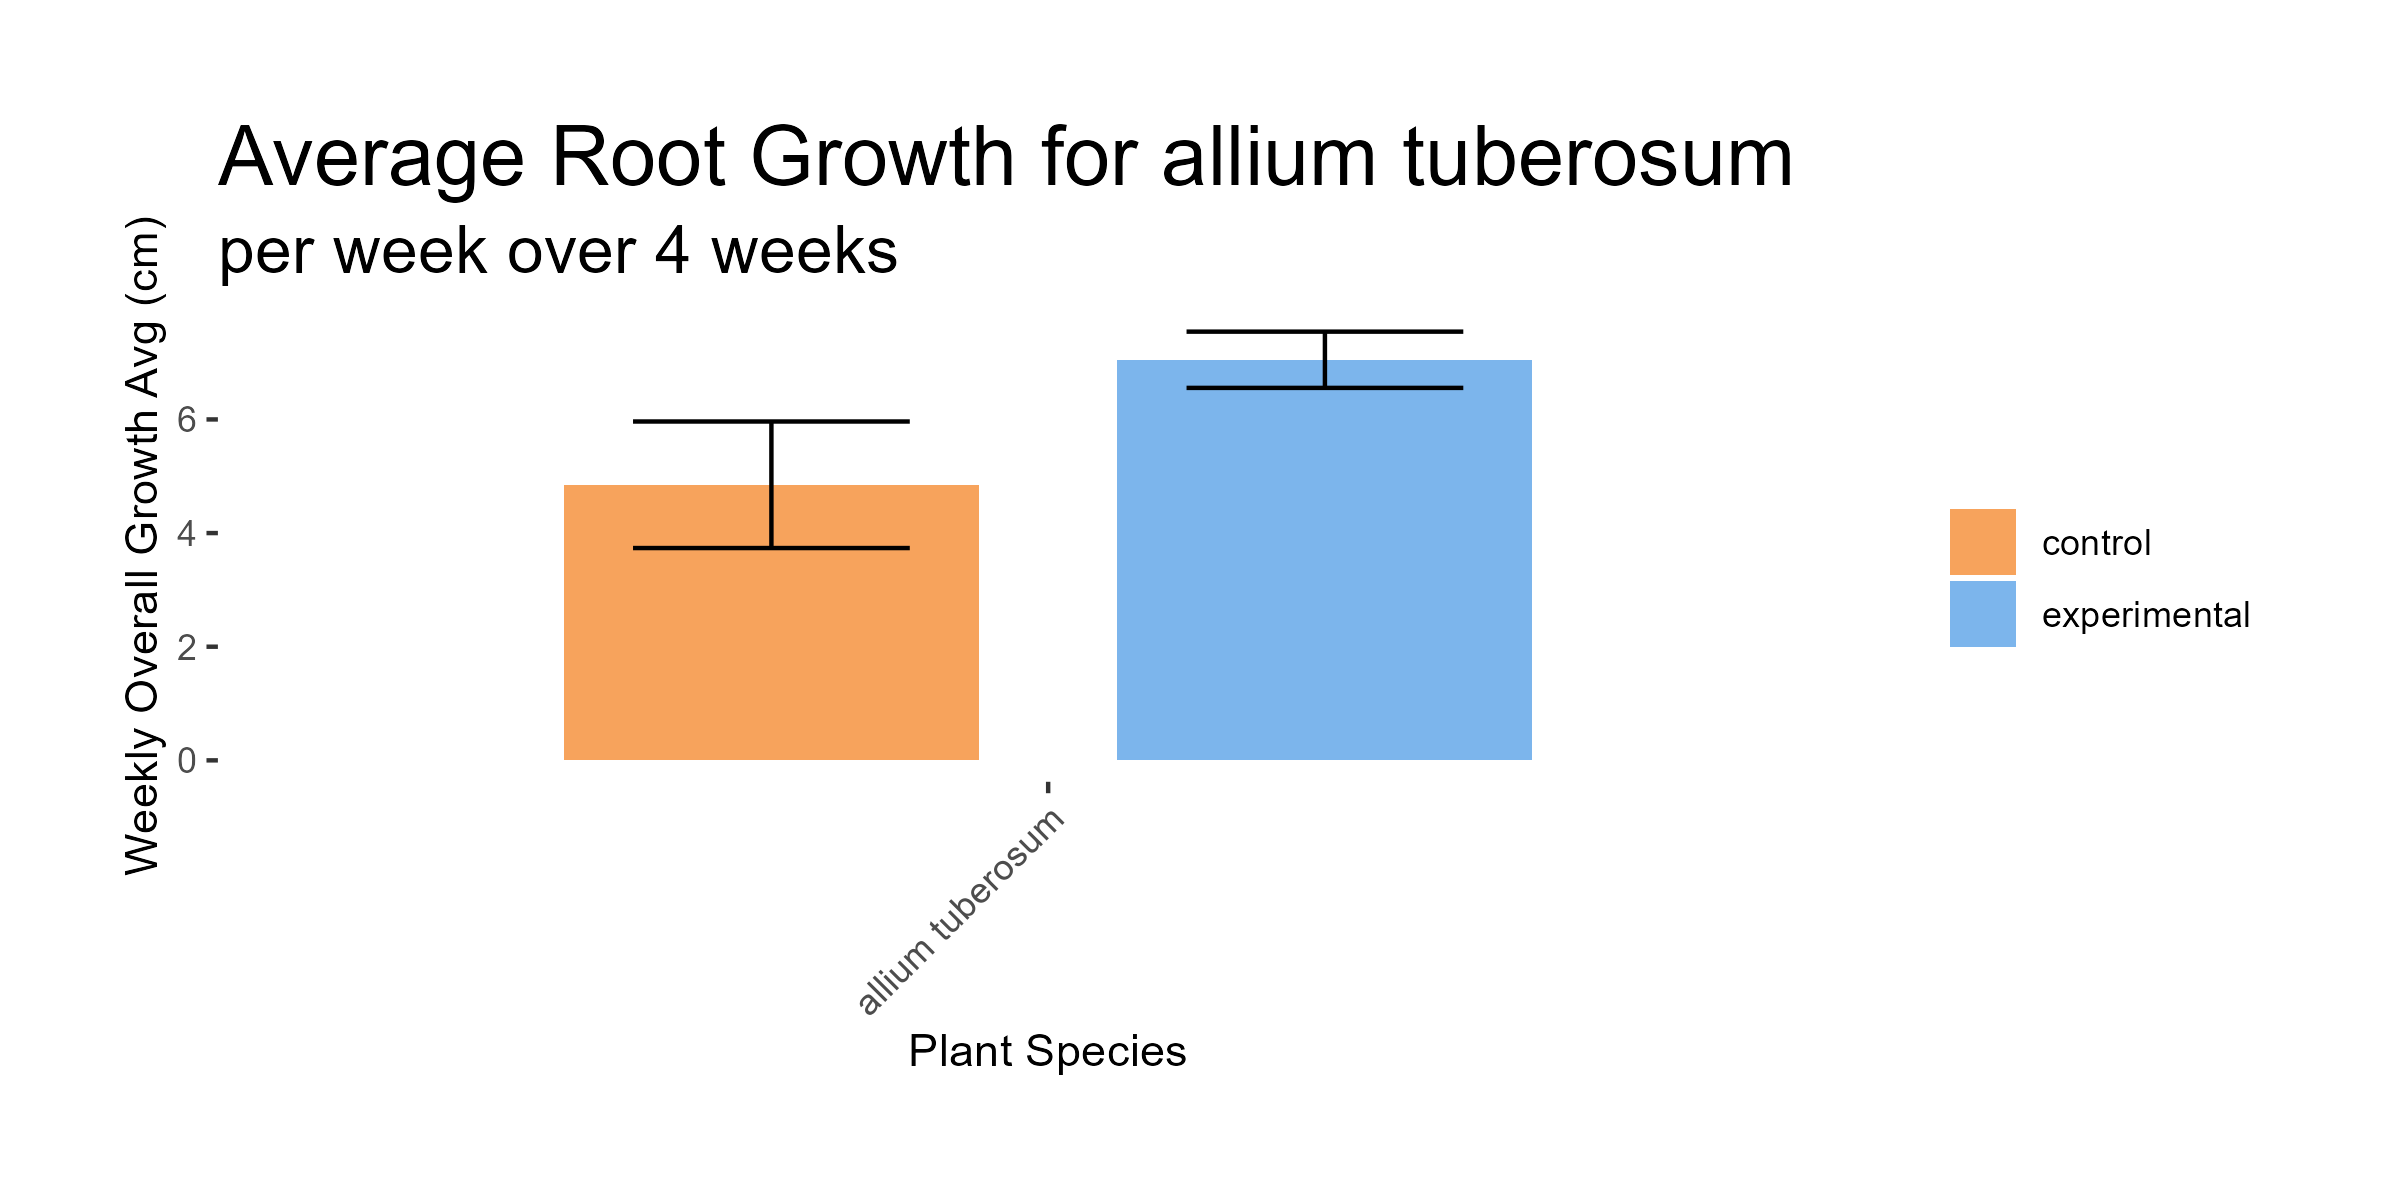 Average Root Growth for allium tuberosum
per week over 4 weeks
Weekly Overall Growth Avg (cm)
6
4
2
0
allium tuberosum
Plant Species
control
experimental